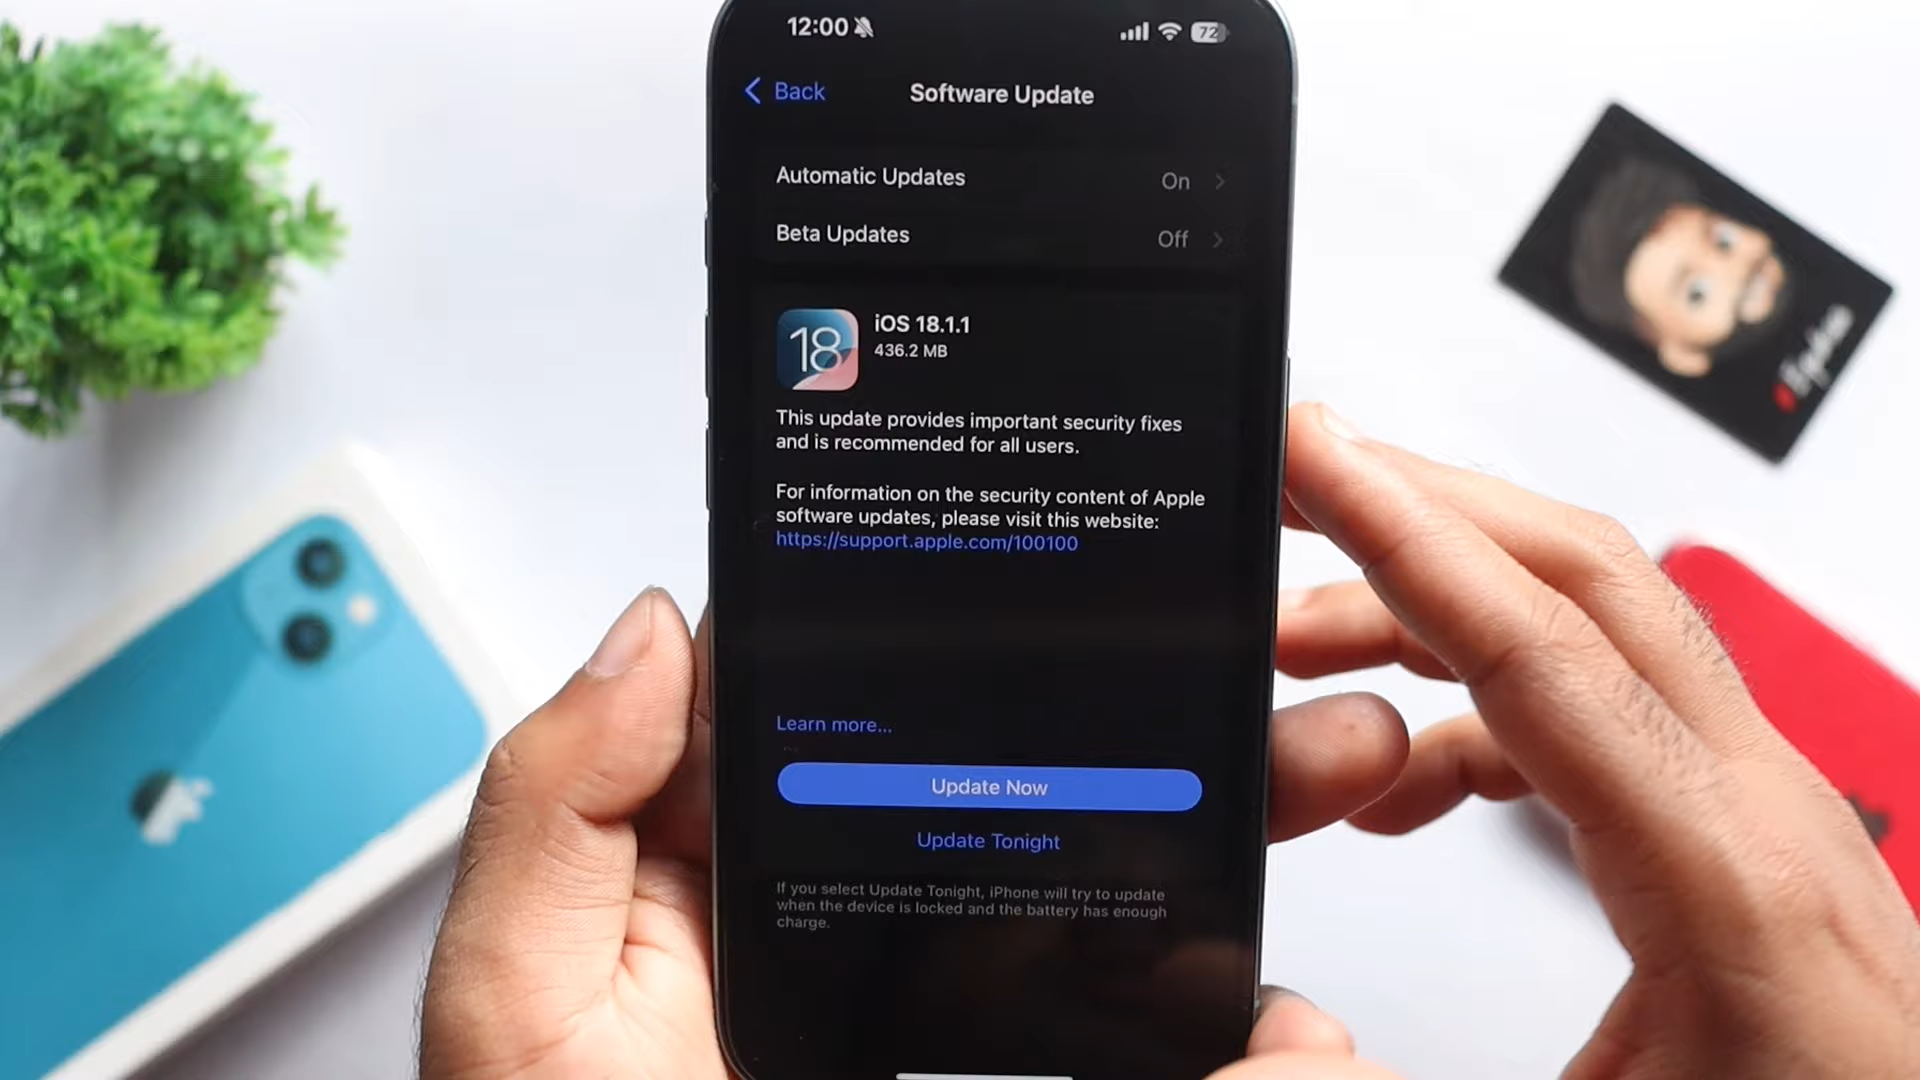 12:00
72
Back
Software Update
Automatic Updates On
Beta Updates Off
18
iOS 18.1.1
436.2 MB
This update provides important security fixes
and is recommended for all users.
For information on the security content of Apple
software updates, please visit this website:
https://support.apple.com/100100
Learn more...
Update Now
Update Tonight
If you select Update Tonight, iPhone will try to update
when the device is locked and the battery has enough
charge.